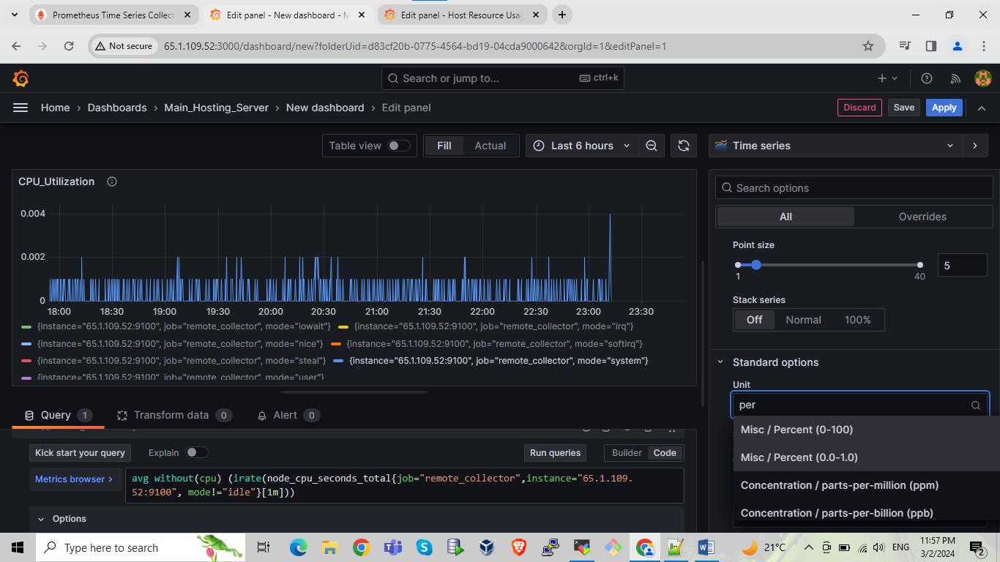 Prometheus Time Series Collect
Edit panel - New dashboard - M
Edit panel - Host Resource Usag
Not secure
65.1.109.52:3000/dashboard/new?folderUid=d83cf20b-0775-4564-bd19-04cda9000642&orgId=1&editPanel=1
Search or jump to...
ctrl+k
Home › Dashboards › Main_Hosting_Server › New dashboard › Edit panel
Discard
Save
Apply
Table view
Fill
Actual
Last 6 hours
Time series
CPU_Utilization
0.004
0.002
0
18:00 18:30 19:00 19:30 20:00 20:30 21:00 21:30 22:00 22:30 23:00 23:30
{instance="65.1.109.52:9100", job="remote_collector", mode="iowait"} {instance="65.1.109.52:9100", job="remote_collector", mode="irq"}
{instance="65.1.109.52:9100", job="remote_collector", mode="nice"} {instance="65.1.109.52:9100", job="remote_collector", mode="softirq"}
{instance="65.1.109.52:9100", job="remote_collector", mode="steal"} {instance="65.1.109.52:9100", job="remote_collector", mode="system"}
{instance="65.1.109.52:9100", job="remote_collector", mode="user"}
Query 1
Transform data 0
Alert 0
Kick start your query
Explain
Run queries
Builder
Code
Metrics browser >
avg without(cpu) (irate(node_cpu_seconds_total{job="remote_collector",instance="65.1.109.
52:9100", mode!="idle"}[1m]))
Options
Search options
All
Overrides
Point size
1
40
5
Stack series
Off
Normal
100%
Standard options
Unit
per
Misc / Percent (0-100)
Misc / Percent (0.0-1.0)
Concentration / parts-per-million (ppm)
Concentration / parts-per-billion (ppb)
Type here to search
21°C
ENG
11:57 PM
3/2/2024
2